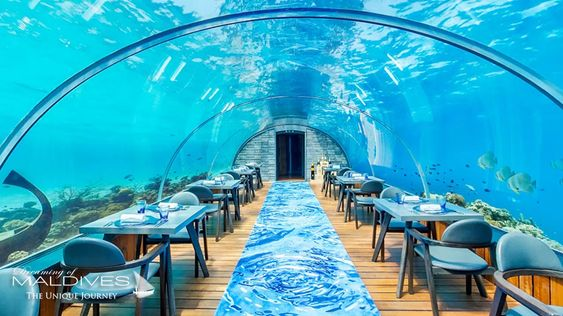 Dreaming of
MALDIVES
THE UNIQUE JOURNEY